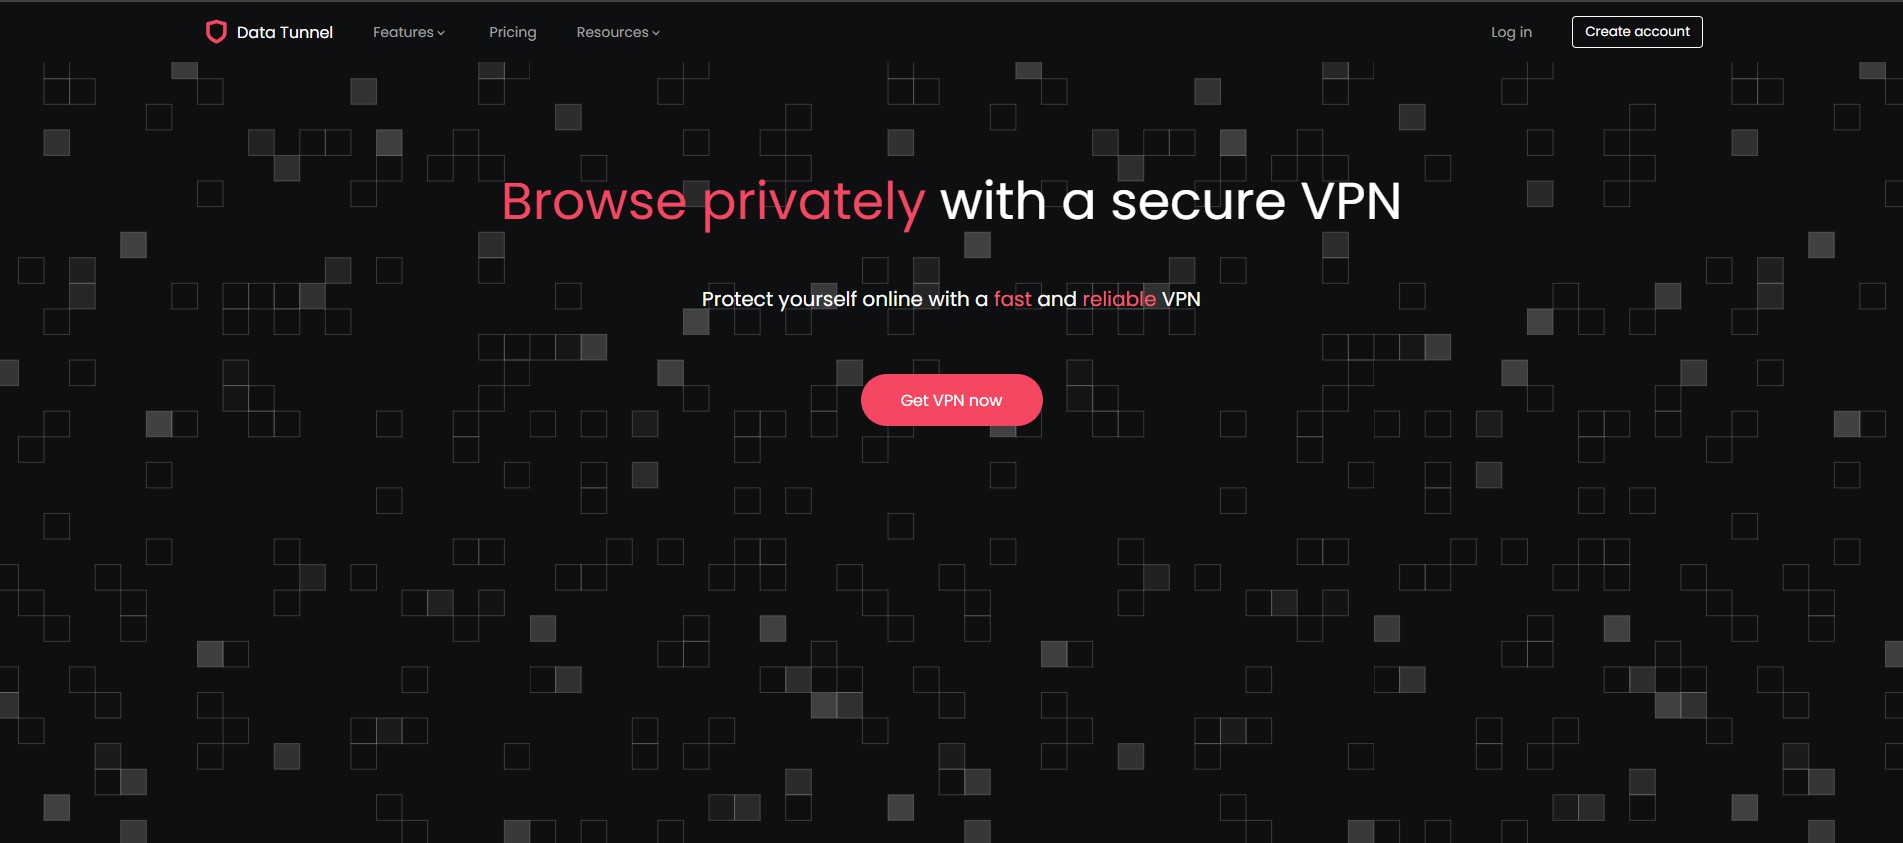 Data Tunnel Features Pricing Resources Log in Create account
Browse privately with a secure VPN
Protect yourself online with a fast and reliable VPN
Get VPN now